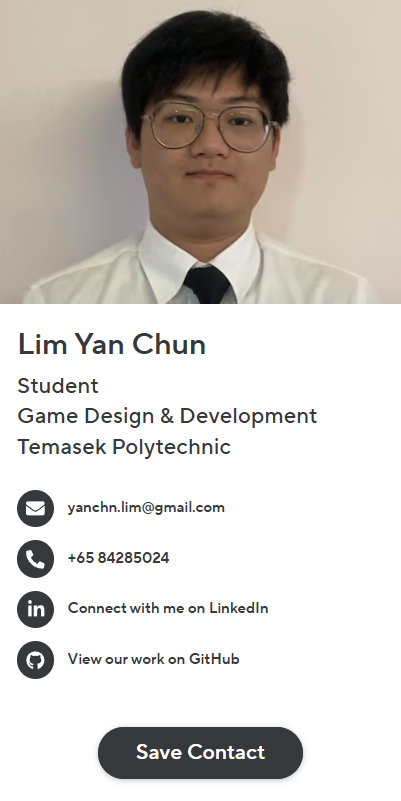 Lim Yan Chun
Student
Game Design & Development
Temasek Polytechnic
yanchn.lim@gmail.com
+65 84285024
in
Connect with me on LinkedIn
View our work on GitHub
Save Contact